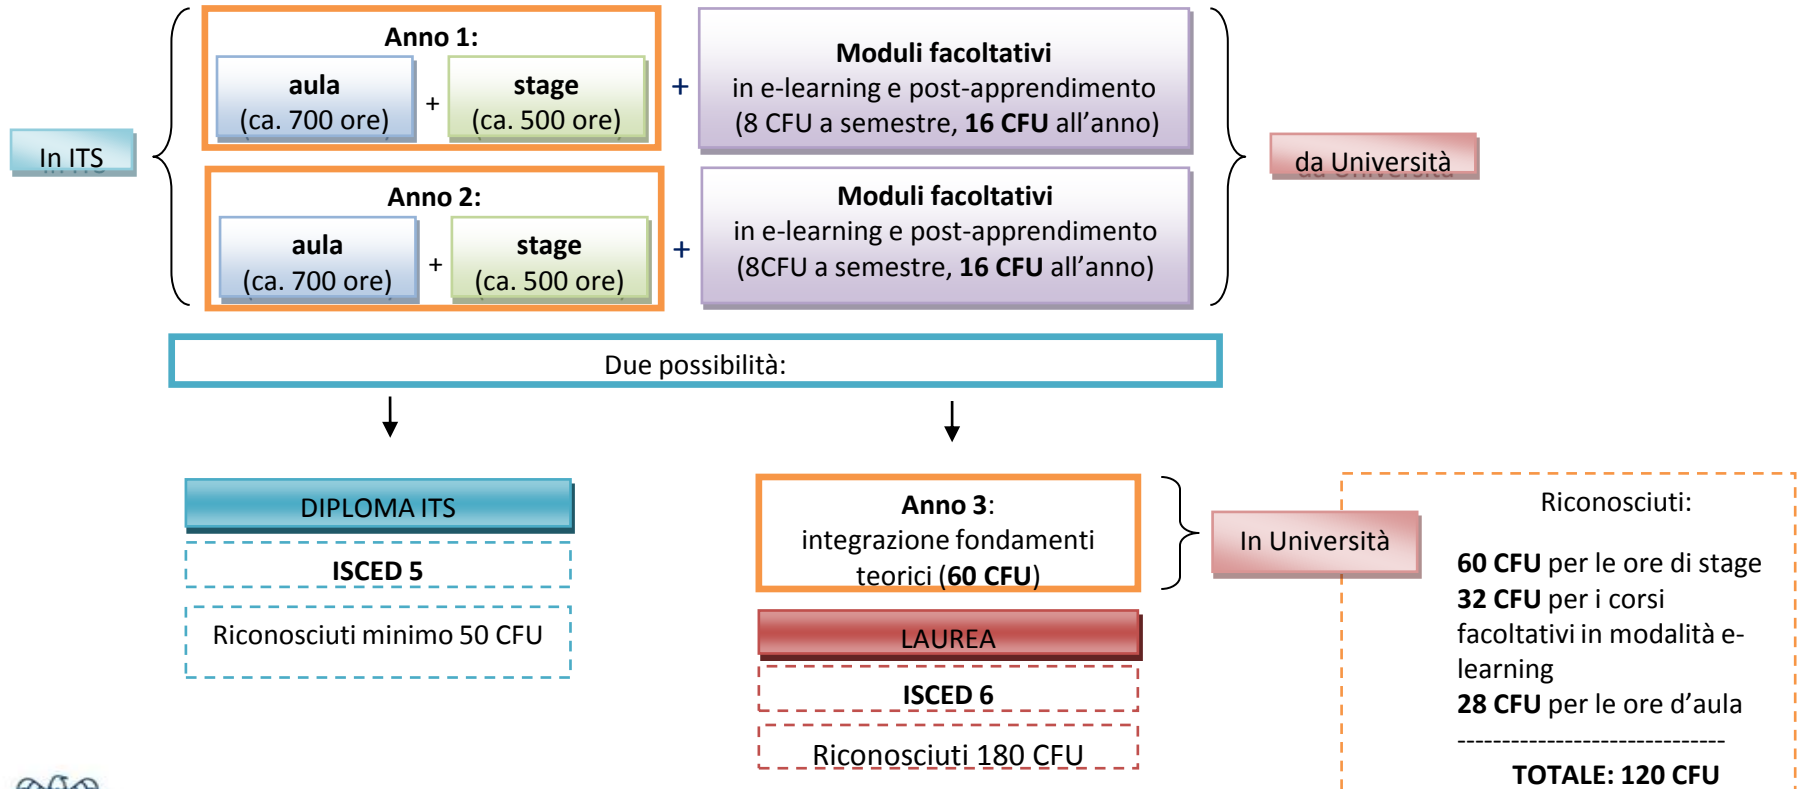 In ITS
Anno 1:
aula
(ca. 700 ore)
+
stage
(ca. 500 ore)
+
Moduli facoltativi
in e-learning e post-apprendimento
(8 CFU a semestre, 16 CFU all’anno)
da Università
Anno 2:
aula
(ca. 700 ore)
+
stage
(ca. 500 ore)
+
Moduli facoltativi
in e-learning e post-apprendimento
(8CFU a semestre, 16 CFU all’anno)
Due possibilità:
DIPLOMA ITS
ISCED 5
Riconosciuti minimo 50 CFU
Anno 3:
integrazione fondamenti
teorici (60 CFU)
In Università
LAUREA
ISCED 6
Riconosciuti 180 CFU
Riconosciuti:
60 CFU per le ore di stage
32 CFU per i corsi
facoltativi in modalità e-
learning
28 CFU per le ore d’aula
------------------------------
TOTALE: 120 CFU